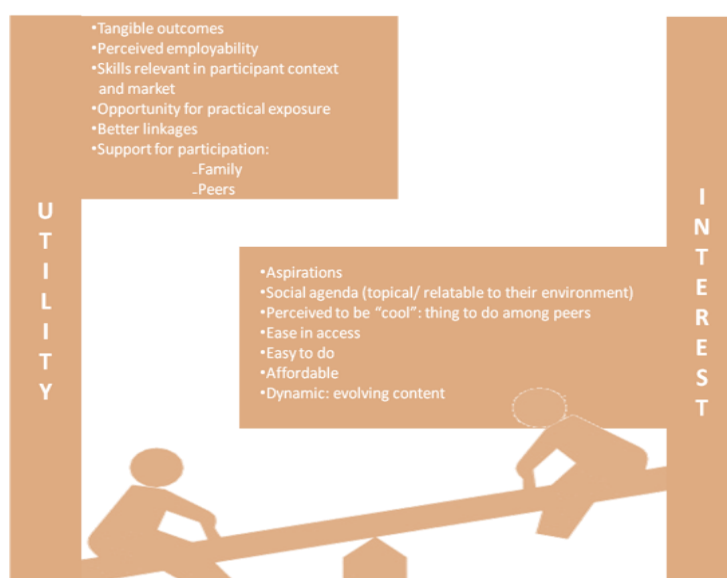 UTILITY
•Tangible outcomes
•Perceived employability
•Skills relevant in participant context
and market
•Opportunity for practical exposure
•Better linkages
•Support for participation:
-Family
-Peers
INTEREST
•Aspirations
•Social agenda (topical/ relatable to their environment)
•Perceived to be “cool”: thing to do among peers
•Ease in access
•Easy to do
•Affordable
•Dynamic: evolving content